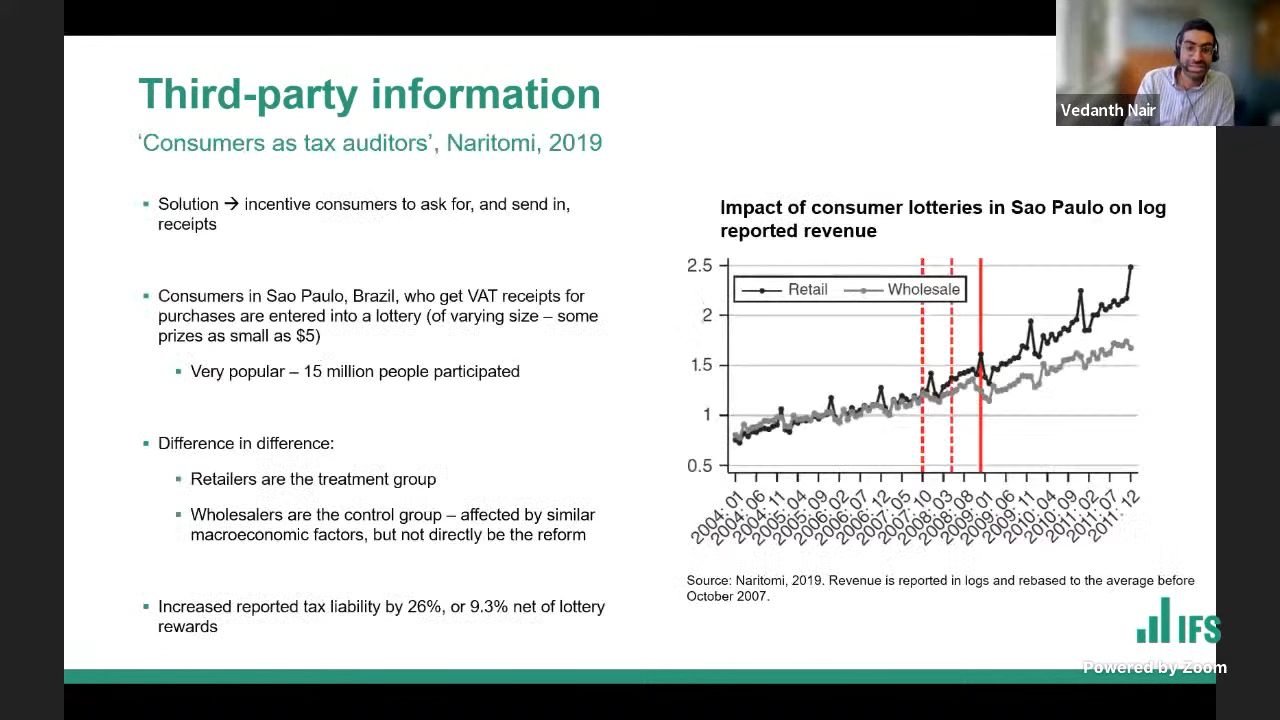 Third-party information
‘Consumers as tax auditors’, Naritomi, 2019
Vedanth Nair
▪ Solution → incentive consumers to ask for, and send in,
receipts
▪ Consumers in Sao Paulo, Brazil, who get VAT receipts for
purchases are entered into a lottery (of varying size – some
prizes as small as $5)
▪ Very popular – 15 million people participated
▪ Difference in difference:
▪ Retailers are the treatment group
▪ Wholesalers are the control group – affected by similar
macroeconomic factors, but not directly be the reform
▪ Increased reported tax liability by 26%, or 9.3% net of lottery
rewards
Impact of consumer lotteries in Sao Paulo on log
reported revenue
2.5
2
1.5
1
0.5
Retail
Wholesale
2004: 01
2004: 06
2004: 11
2005: 04
2005: 09
2006: 02
2006: 07
2006: 12
2007: 05
2007: 10
2008: 03
2008: 08
2009: 01
2009: 06
2009: 11
2010: 04
2010: 09
2011: 02
2011: 07
2011: 12
Source: Naritomi, 2019. Revenue is reported in logs and rebased to the average before
October 2007.
IFS
Powered by Zoom